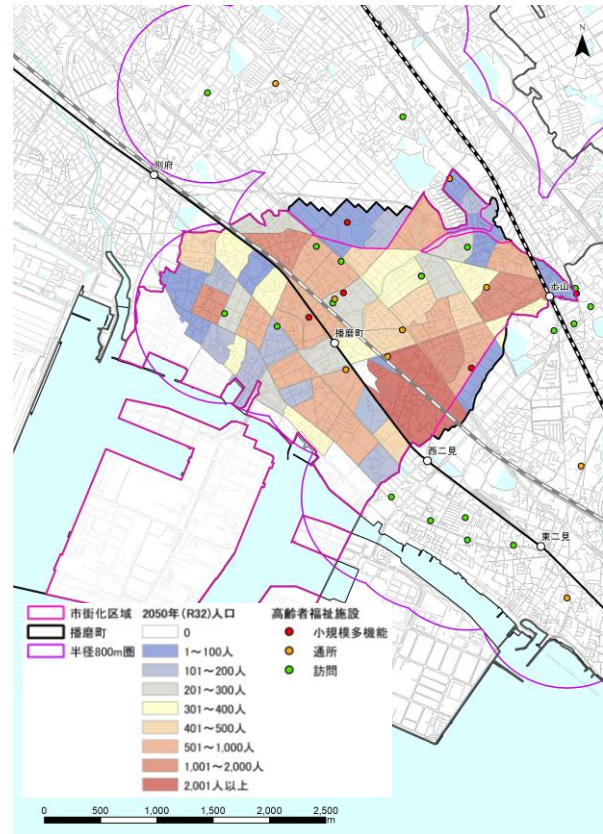 N
別府
土山
播磨町
西二見
東二見
市街化区域
播磨町
半径800m圏
2050年(R32)人口
0
1～100人
101～200人
201～300人
301～400人
401～500人
501～1,000人
1,001～2,000人
2,001人以上
高齢者福祉施設
小規模多機能
通所
訪問
0 500 1,000 1,500 2,000 2,500
m